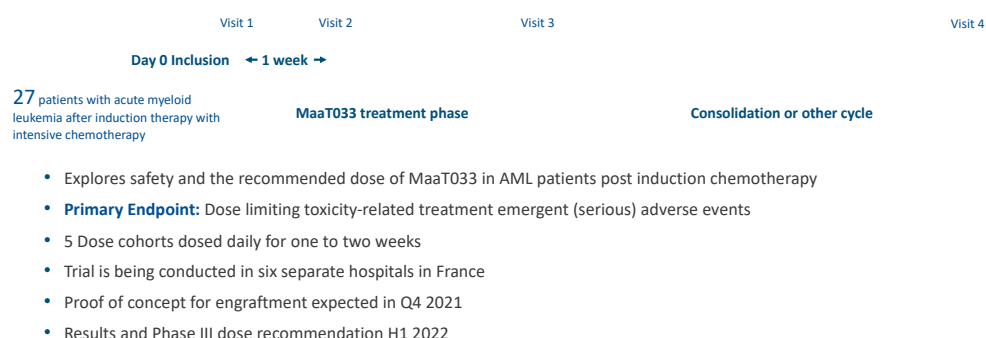 Visit 1 Visit 2 Visit 3 Visit 4
Day 0 Inclusion 1 week
27 patients with acute myeloid
leukemia after induction therapy with
intensive chemotherapy
MaaT033 treatment phase
Consolidation or other cycle
• Explores safety and the recommended dose of MaaT033 in AML patients post induction chemotherapy
• Primary Endpoint: Dose limiting toxicity-related treatment emergent (serious) adverse events
• 5 Dose cohorts dosed daily for one to two weeks
• Trial is being conducted in six separate hospitals in France
• Proof of concept for engraftment expected in Q4 2021
• Results and Phase III dose recommendation H1 2022